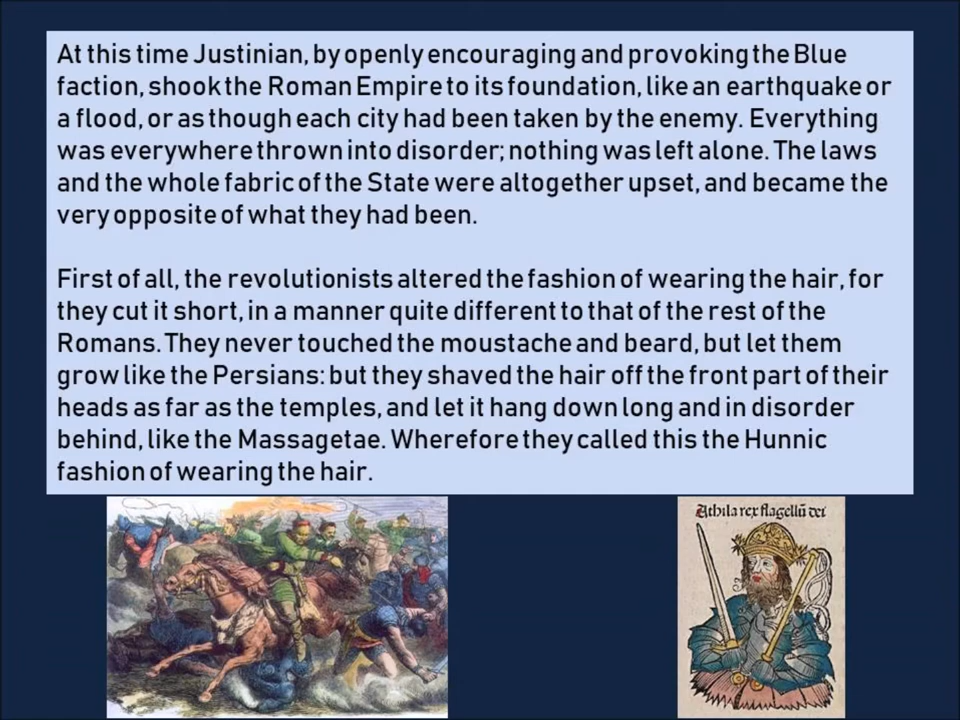 At this time Justinian, by openly encouraging and provoking the Blue
faction, shook the Roman Empire to its foundation, like an earthquake or
a flood, or as though each city had been taken by the enemy. Everything
was everywhere thrown into disorder; nothing was left alone. The laws
and the whole fabric of the State were altogether upset, and became the
very opposite of what they had been.
First of all, the revolutionists altered the fashion of wearing the hair, for
they cut it short, in a manner quite different to that of the rest of the
Romans. They never touched the moustache and beard, but let them
grow like the Persians: but they shaved the hair off the front part of their
heads as far as the temples, and let it hang down long and in disorder
behind, like the Massagetae. Wherefore they called this the Hunnic
fashion of wearing the hair.
Athila rex flagellū dei